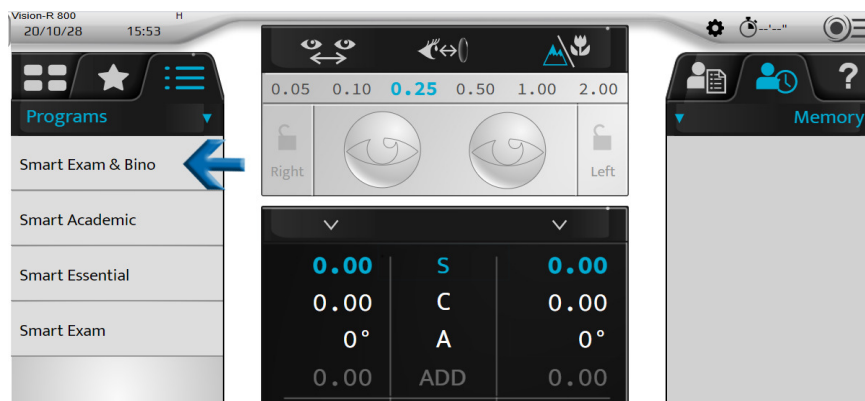 Vision-R 800 H
20/10/28 15:53
--'--"
0.05 0.10 0.25 0.50 1.00 2.00
Right Left
Programs
Smart Exam & Bino
Smart Academic
Smart Essential
Smart Exam
0.00 S 0.00
0.00 C 0.00
0° A 0°
0.00 ADD 0.00
?
Memory